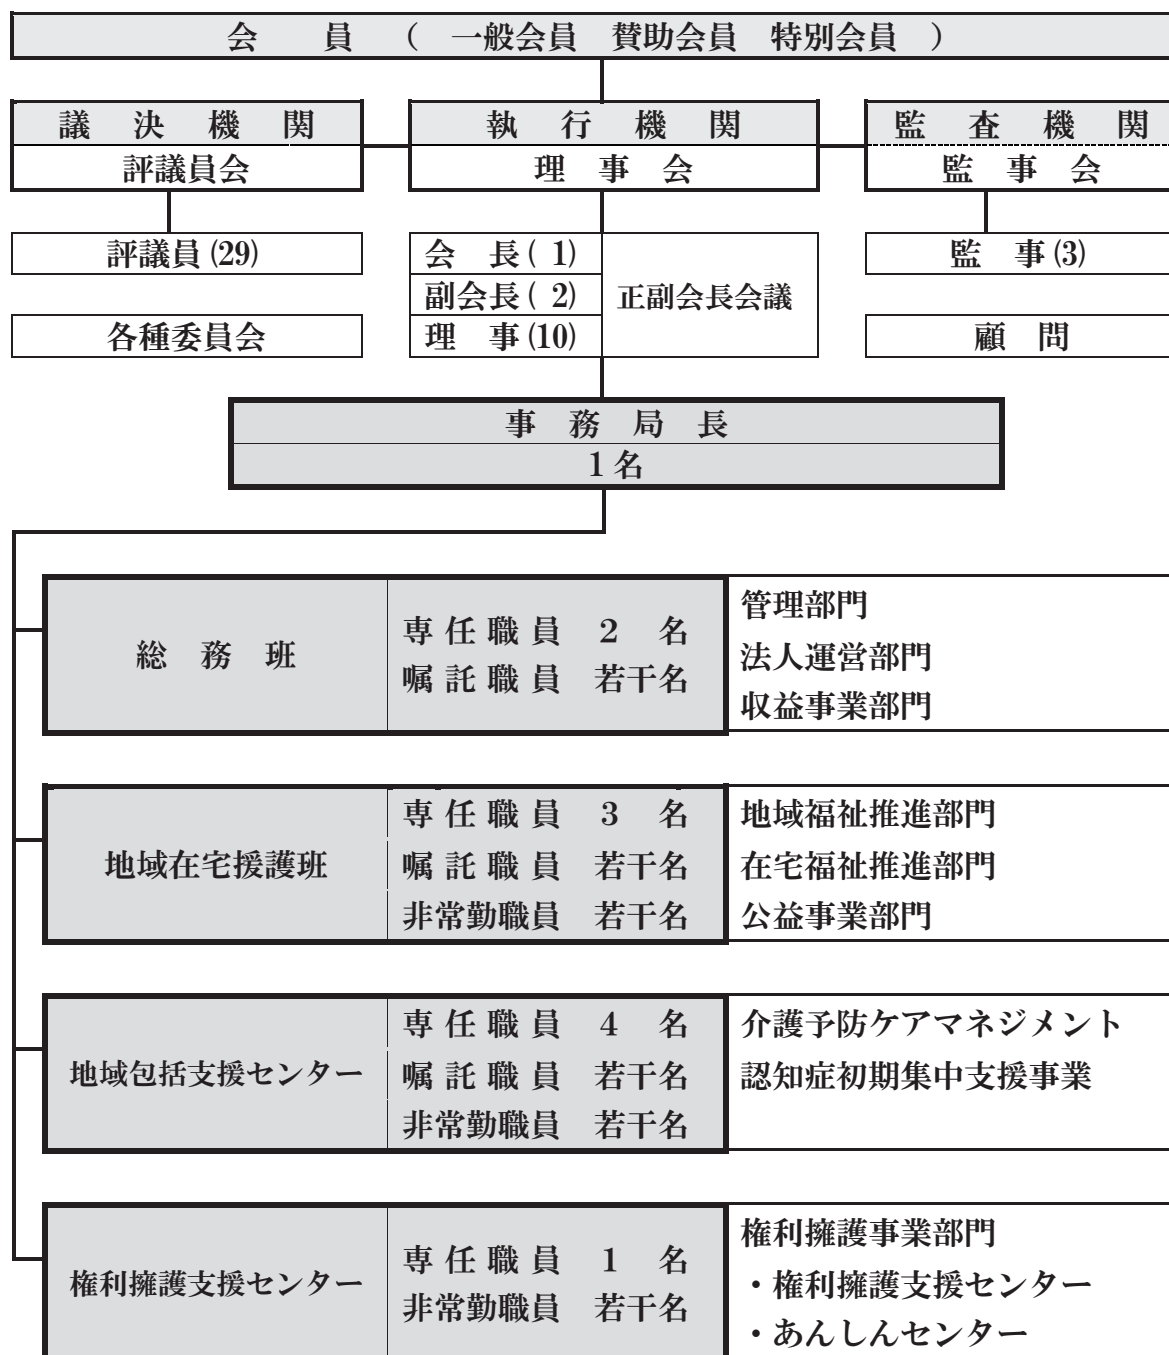 会　員　（　一般会員　賛助会員　特別会員　）
議決機関
評議員会
執行機関
理事会
監査機関
監事会
評議員 (29)
各種委員会
会　長 ( 1)
副会長 ( 2)
理　事 (10)
正副会長会議
監　事 (3)
顧　問
事務局長
1 名
総務班
専任職員　2　名
嘱託職員　若干名
管理部門
法人運営部門
収益事業部門
地域在宅援護班
専任職員　3　名
嘱託職員　若干名
非常勤職員　若干名
地域福祉推進部門
在宅福祉推進部門
公益事業部門
地域包括支援センター
専任職員　4　名
嘱託職員　若干名
非常勤職員　若干名
介護予防ケアマネジメント
認知症初期集中支援事業
権利擁護支援センター
専任職員　1　名
非常勤職員　若干名
権利擁護事業部門
・権利擁護支援センター
・あんしんセンター